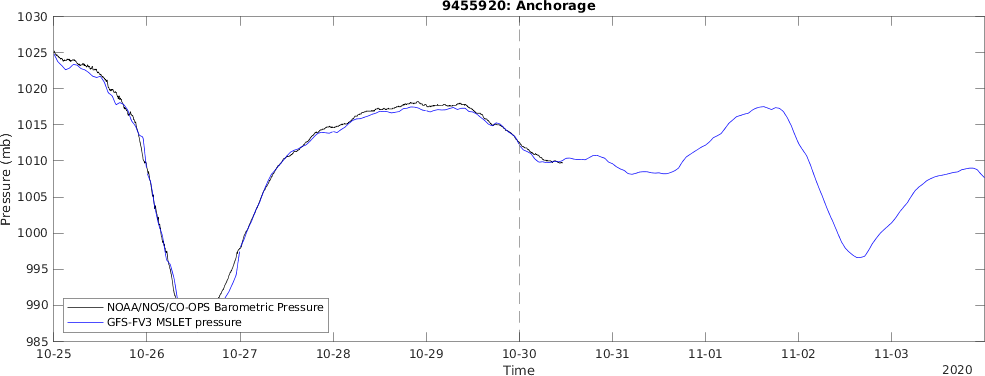 9455920: Anchorage
1030
1025
1020
1015
1010
1005
1000
995
990
985
Pressure (mb)
NOAA/NOS/CO-OPS Barometric Pressure
GFS-FV3 MSLET pressure
10-25 10-26 10-27 10-28 10-29 10-30 10-31 11-01 11-02 11-03
Time
2020